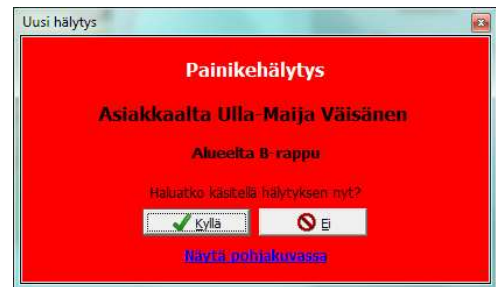 Uusi hälytys
Painikehälytys
Asiakkaalta Ulla-Maija Väisänen
Alueelta B-rappu
Haluatko käsitellä hälytyksen nyt?
Kyllä Ei
Näytä pohjakuvassa